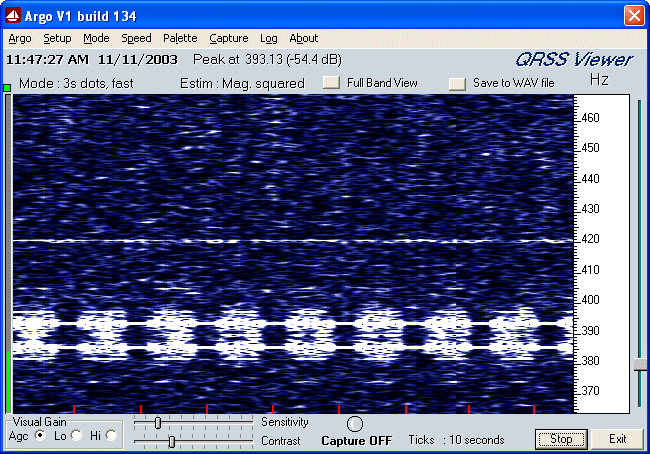 Argo V1 build 134
Argo Setup Mode Speed Palette Capture Log About
11:47:27 AM 11/11/2003 Peak at 393.13 (-54.4 dB) QRSS Viewer
Mode : 3s dots, fast Estim : Mag. squared Full Band View Save to WAV file Hz
460
450
440
430
420
410
400
390
380
370
Visual Gain
Agc Lo Hi
Sensitivity
Contrast
Capture OFF
Ticks : 10 seconds
Stop
Exit